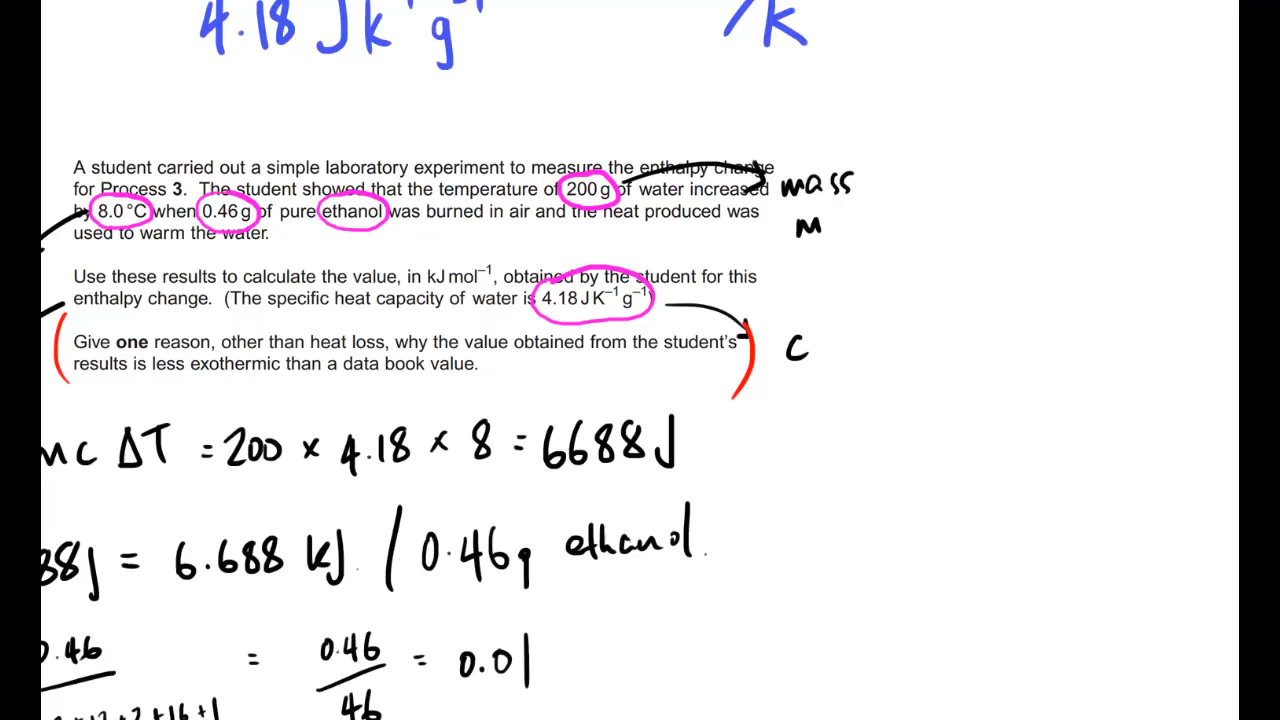 4.18 J K g /K
A student carried out a simple laboratory experiment to measure the enthalpy change
for Process 3. The student showed that the temperature of 200 g of water increased
by 8.0 °C when 0.46 g of pure ethanol was burned in air and the heat produced was
used to warm the water.
mass
M
Use these results to calculate the value, in kJ mol⁻¹, obtained by the student for this
enthalpy change. (The specific heat capacity of water is 4.18 J K⁻¹ g⁻¹)
Give one reason, other than heat loss, why the value obtained from the student's
results is less exothermic than a data book value.
C
mc ΔT = 200 × 4.18 × 8 = 6688J
88J = 6.688 kJ / 0.46g ethanol.
0.46 = 0.46 = 0.01
46